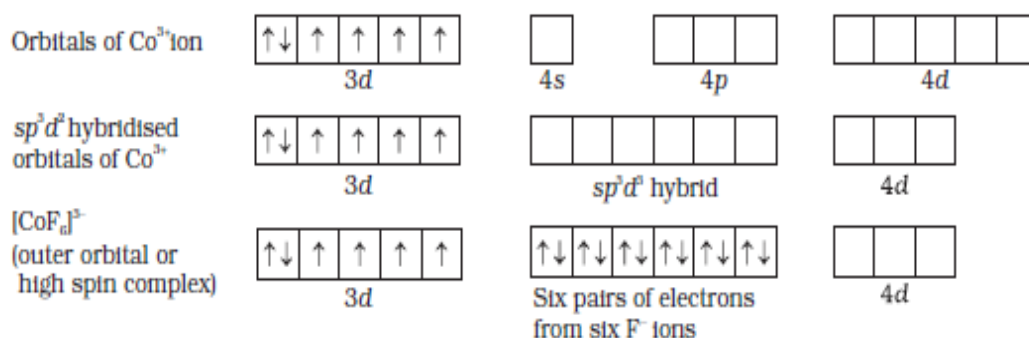 Orbitals of Co³⁺ion
3d
4s
4p
4d
sp³d² hybridised
orbitals of Co³⁺
3d
sp³d³ hybrid
4d
[CoF₆]³⁻
(outer orbital or
high spin complex)
3d
Six pairs of electrons
from six F⁻ ions
4d